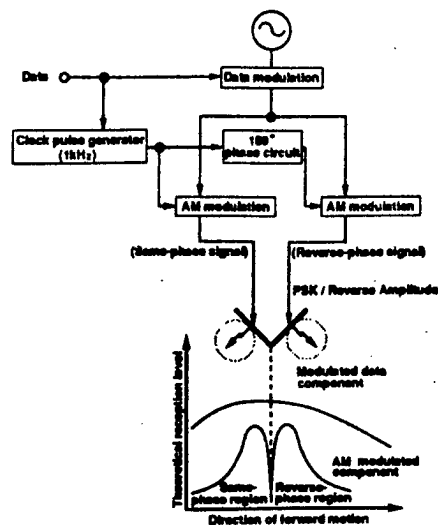 Data
Data modulation
Clock pulse generator
(1kHz)
180°
phase circuit
AM modulation
AM modulation
(Same-phase signal)
(Reverse-phase signal)
PSK / Reverse Amplitude
Modulated data
component
AM modulated
component
Same-
phase region
Reverse-
phase region
Theoretical reception level
Direction of forward motion